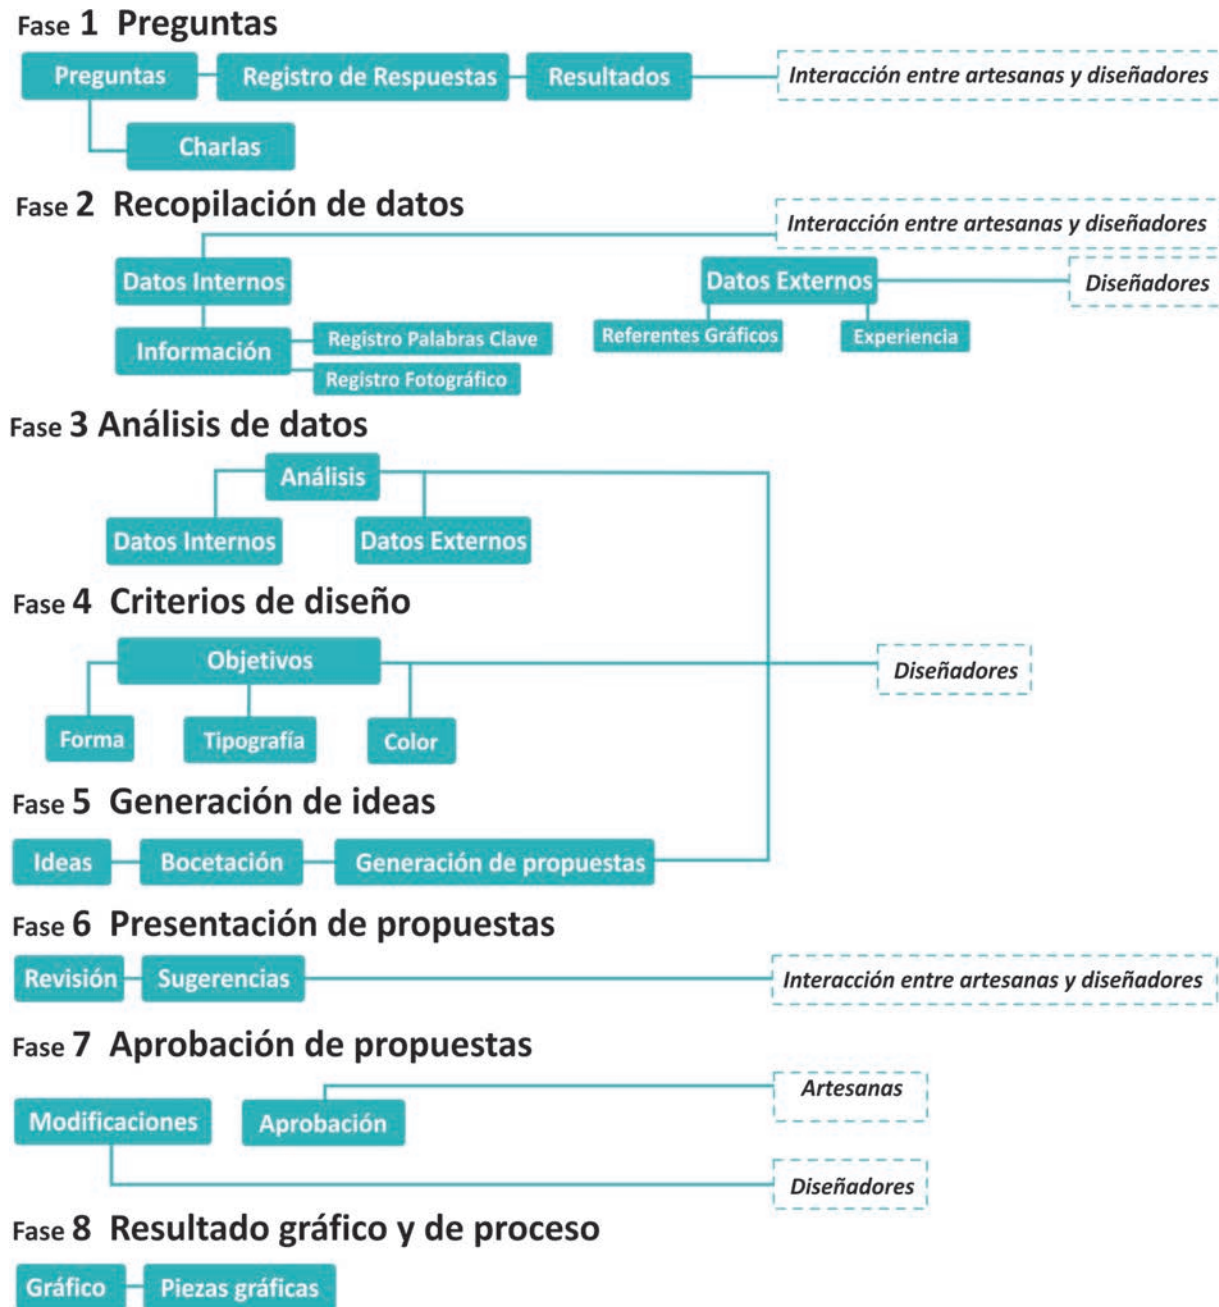 Fase 1 Preguntas
Preguntas
Registro de Respuestas
Resultados
Interacción entre artesanas y diseñadores
Charlas
Fase 2 Recopilación de datos
Interacción entre artesanas y diseñadores
Datos Internos
Datos Externos
Diseñadores
Información
Registro Palabras Clave
Referentes Gráficos
Experiencia
Registro Fotográfico
Fase 3 Análisis de datos
Análisis
Datos Internos
Datos Externos
Fase 4 Criterios de diseño
Objetivos
Diseñadores
Forma
Tipografía
Color
Fase 5 Generación de ideas
Ideas
Bocetación
Generación de propuestas
Fase 6 Presentación de propuestas
Revisión
Sugerencias
Interacción entre artesanas y diseñadores
Fase 7 Aprobación de propuestas
Artesanas
Modificaciones
Aprobación
Diseñadores
Fase 8 Resultado gráfico y de proceso
Gráfico
Piezas gráficas